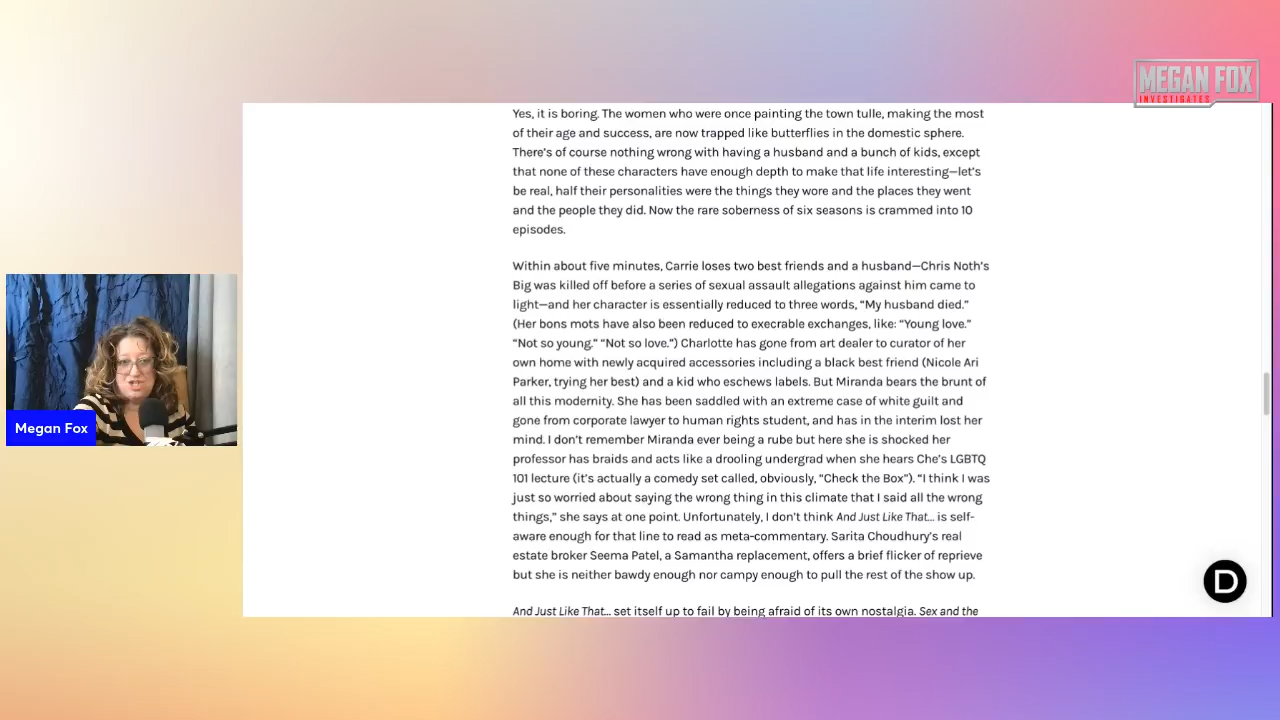 MEGAN FOX
INVESTIGATES
Yes, it is boring. The women who were once painting the town tulle, making the most
of their age and success, are now trapped like butterflies in the domestic sphere.
There’s of course nothing wrong with having a husband and a bunch of kids, except
that none of these characters have enough depth to make that life interesting—let’s
be real, half their personalities were the things they wore and the places they went
and the people they did. Now the rare soberness of six seasons is crammed into 10
episodes.
Within about five minutes, Carrie loses two best friends and a husband—Chris Noth’s
Big was killed off before a series of sexual assault allegations against him came to
light—and her character is essentially reduced to three words, “My husband died.”
(Her bons mots have also been reduced to execrable exchanges, like: “Young love.”
“Not so young.” “Not so love.”) Charlotte has gone from art dealer to curator of her
own home with newly acquired accessories including a black best friend (Nicole Ari
Parker, trying her best) and a kid who eschews labels. But Miranda bears the brunt of
all this modernity. She has been saddled with an extreme case of white guilt and
gone from corporate lawyer to human rights student, and has in the interim lost her
mind. I don’t remember Miranda ever being a rube but here she is shocked her
professor has braids and acts like a drooling undergrad when she hears Che’s LGBTQ
101 lecture (it’s actually a comedy set called, obviously, “Check the Box”). “I think I was
just so worried about saying the wrong thing in this climate that I said all the wrong
things,” she says at one point. Unfortunately, I don’t think And Just Like That… is self-
aware enough for that line to read as meta-commentary. Sarita Choudhury’s real
estate broker Seema Patel, a Samantha replacement, offers a brief flicker of reprieve
but she is neither bawdy enough nor campy enough to pull the rest of the show up.
And Just Like That… set itself up to fail by being afraid of its own nostalgia. Sex and the
Megan Fox
D